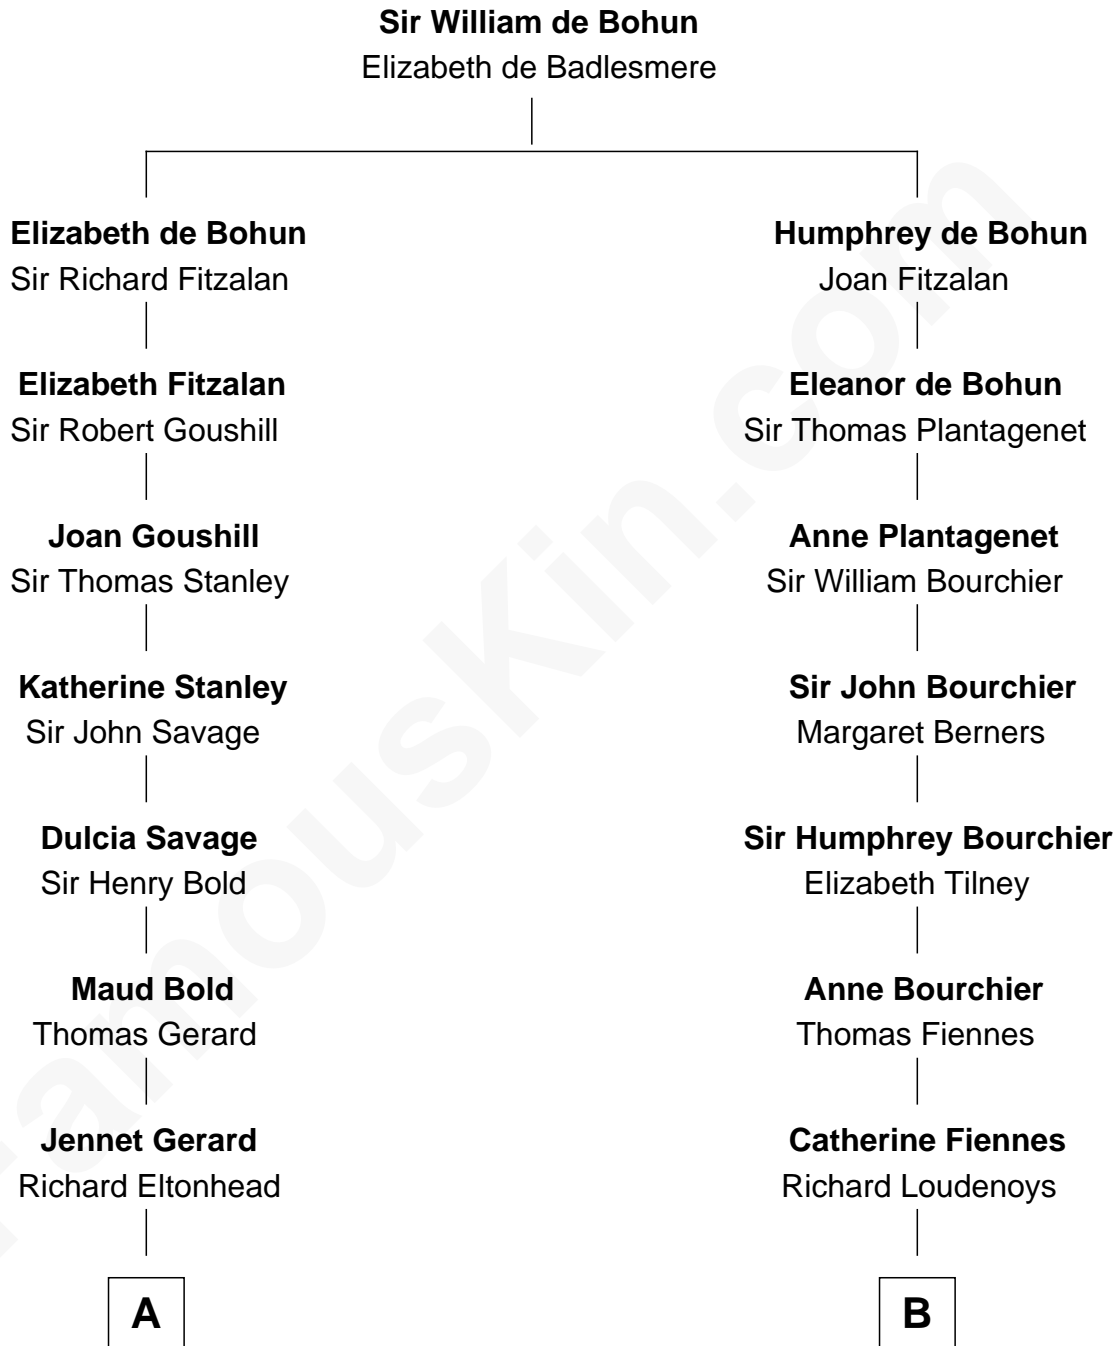 Sir William de Bohun
Elizabeth de Badlesmere
Elizabeth de Bohun
Sir Richard Fitzalan
Humphrey de Bohun
Joan Fitzalan
Elizabeth Fitzalan
Sir Robert Goushill
Eleanor de Bohun
Sir Thomas Plantagenet
Joan Goushill
Sir Thomas Stanley
Anne Plantagenet
Sir William Bourchier
Katherine Stanley
Sir John Savage
Sir John Bourchier
Margaret Berners
Dulcia Savage
Sir Henry Bold
Sir Humphrey Bourchier
Elizabeth Tilney
Maud Bold
Thomas Gerard
Anne Bourchier
Thomas Fiennes
Jennet Gerard
Richard Eltonhead
Catherine Fiennes
Richard Loudenoys
A
B
FamousKin.com